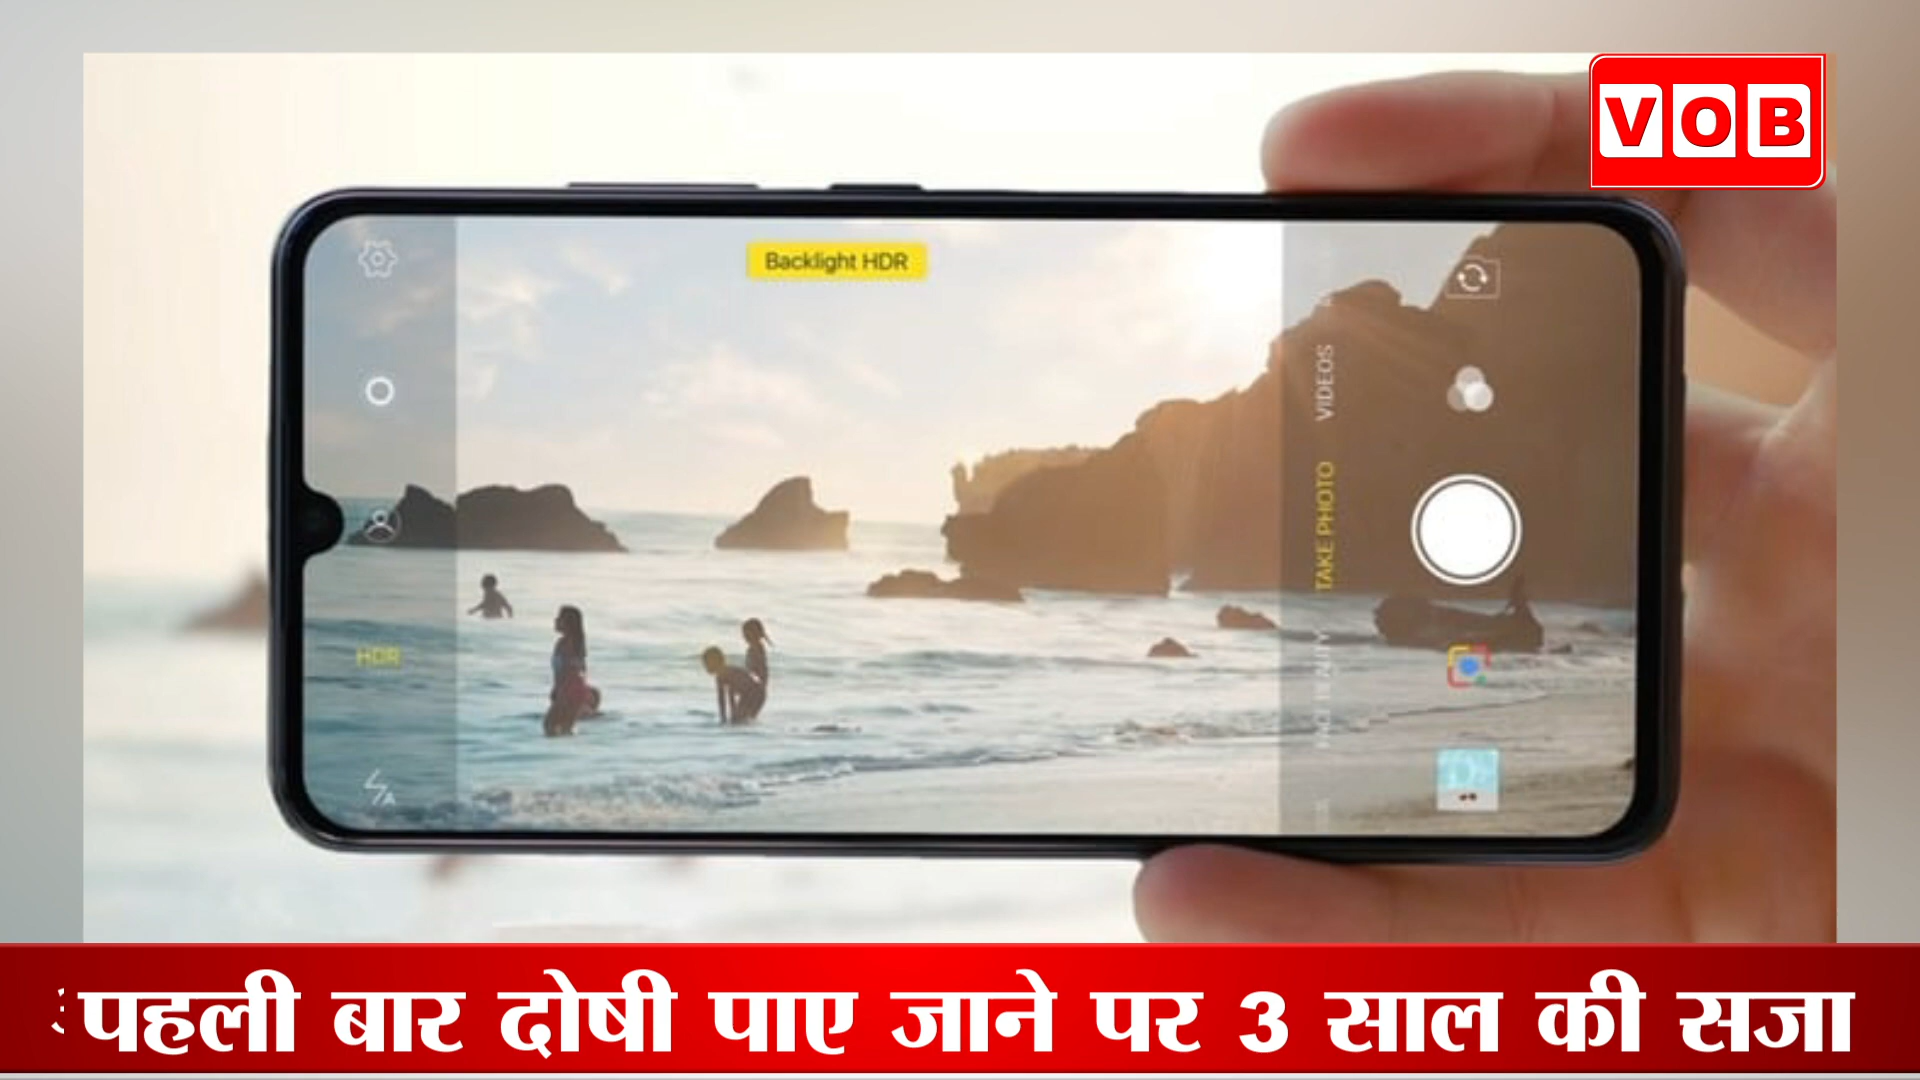 VOB
Backlight HDR
VIDEOS
TAKE PHOTO
HDR
पहली बार दोषी पाए जाने पर 3 साल की सजा